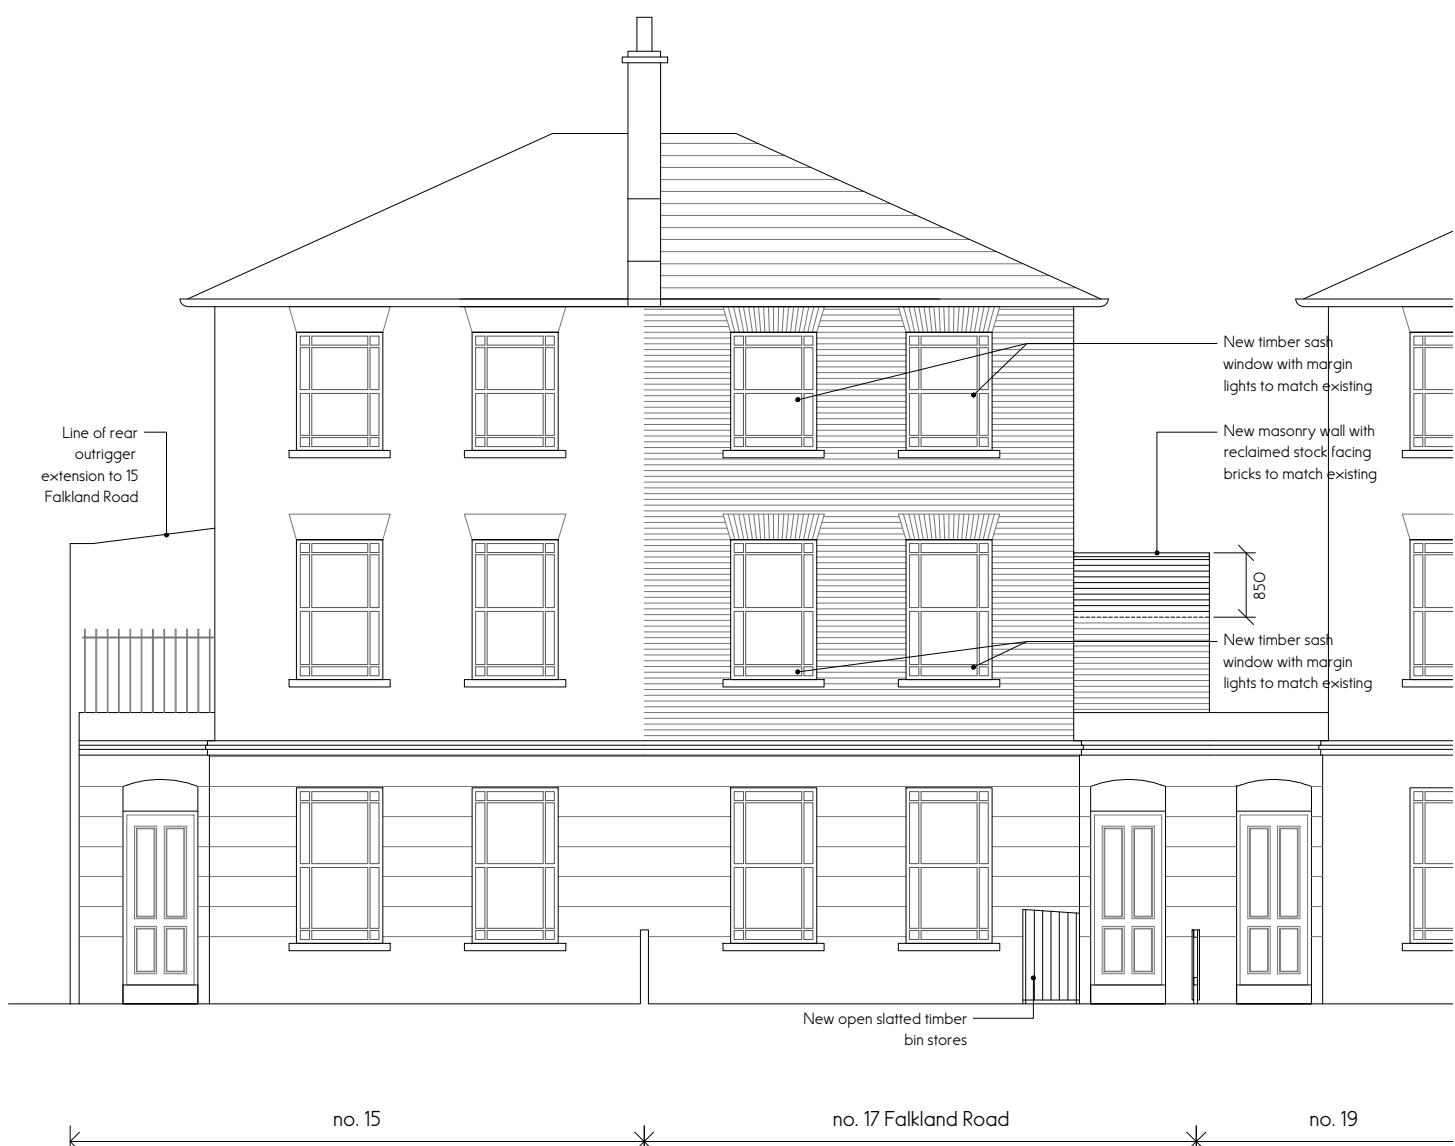 New timber sash
window with margin
lights to match existing
Line of rear
outrigger
extension to 15
Falkland Road
New masonry wall with
reclaimed stock facing
bricks to match existing
850
New timber sash
window with margin
lights to match existing
New open slatted timber
bin stores
no. 15
no. 17 Falkland Road
no. 19